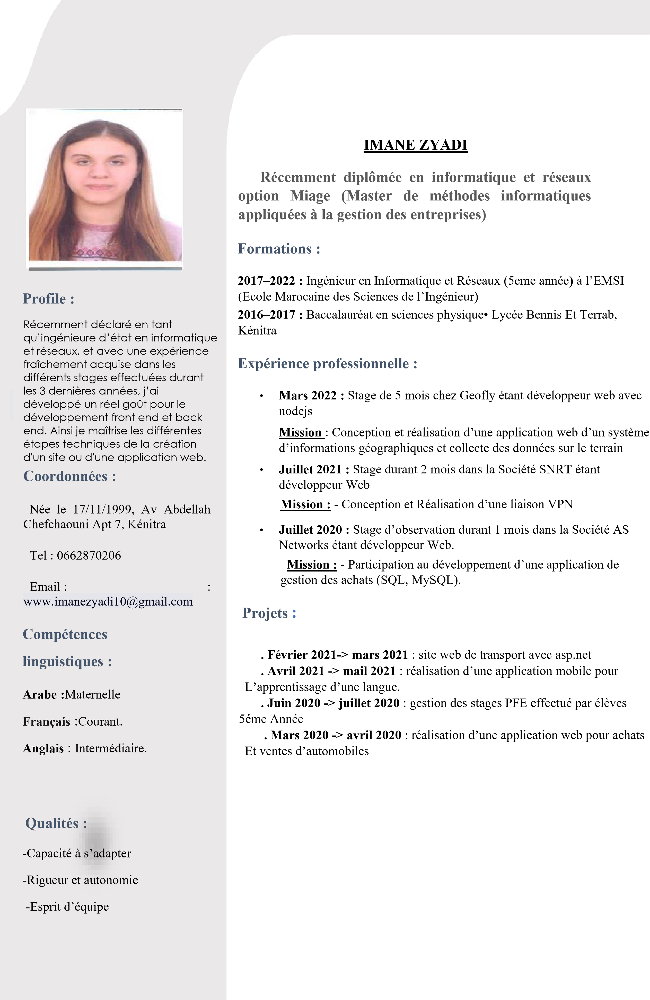 IMANE ZYADI
Récemment diplômée en informatique et réseaux
option Miage (Master de méthodes informatiques
appliquées à la gestion des entreprises)
Formations :
2017–2022 : Ingénieur en Informatique et Réseaux (5eme année) à l’EMSI
(Ecole Marocaine des Sciences de l’Ingénieur)
2016–2017 : Baccalauréat en sciences physique• Lycée Bennis Et Terrab,
Kénitra
Expérience professionnelle :
• Mars 2022 : Stage de 5 mois chez Geofly étant développeur web avec
nodejs
Mission : Conception et réalisation d’une application web d’un système
d’informations géographiques et collecte des données sur le terrain
• Juillet 2021 : Stage durant 2 mois dans la Société SNRT étant
développeur Web
Mission : - Conception et Réalisation d’une liaison VPN
• Juillet 2020 : Stage d’observation durant 1 mois dans la Société AS
Networks étant développeur Web.
Mission : - Participation au développement d’une application de
gestion des achats (SQL, MySQL).
Projets :
. Février 2021-> mars 2021 : site web de transport avec asp.net
. Avril 2021 -> mail 2021 : réalisation d’une application mobile pour
L’apprentissage d’une langue.
. Juin 2020 -> juillet 2020 : gestion des stages PFE effectué par élèves
5éme Année
. Mars 2020 -> avril 2020 : réalisation d’une application web pour achats
Et ventes d’automobiles
Profile :
Récemment déclaré en tant
qu’ingénieure d’état en informatique
et réseaux, et avec une expérience
fraîchement acquise dans les
différents stages effectuées durant
les 3 dernières années, j’ai
développé un réel goût pour le
développement front end et back
end. Ainsi je maîtrise les différentes
étapes techniques de la création
d'un site ou d'une application web.
Coordonnées :
Née le 17/11/1999, Av Abdellah
Chefchaouni Apt 7, Kénitra
Tel : 0662870206
Email : :
www.imanezyadi10@gmail.com
Compétences
linguistiques :
Arabe :Maternelle
Français :Courant.
Anglais : Intermédiaire.
Qualités :
-Capacité à s’adapter
-Rigueur et autonomie
-Esprit d’équipe